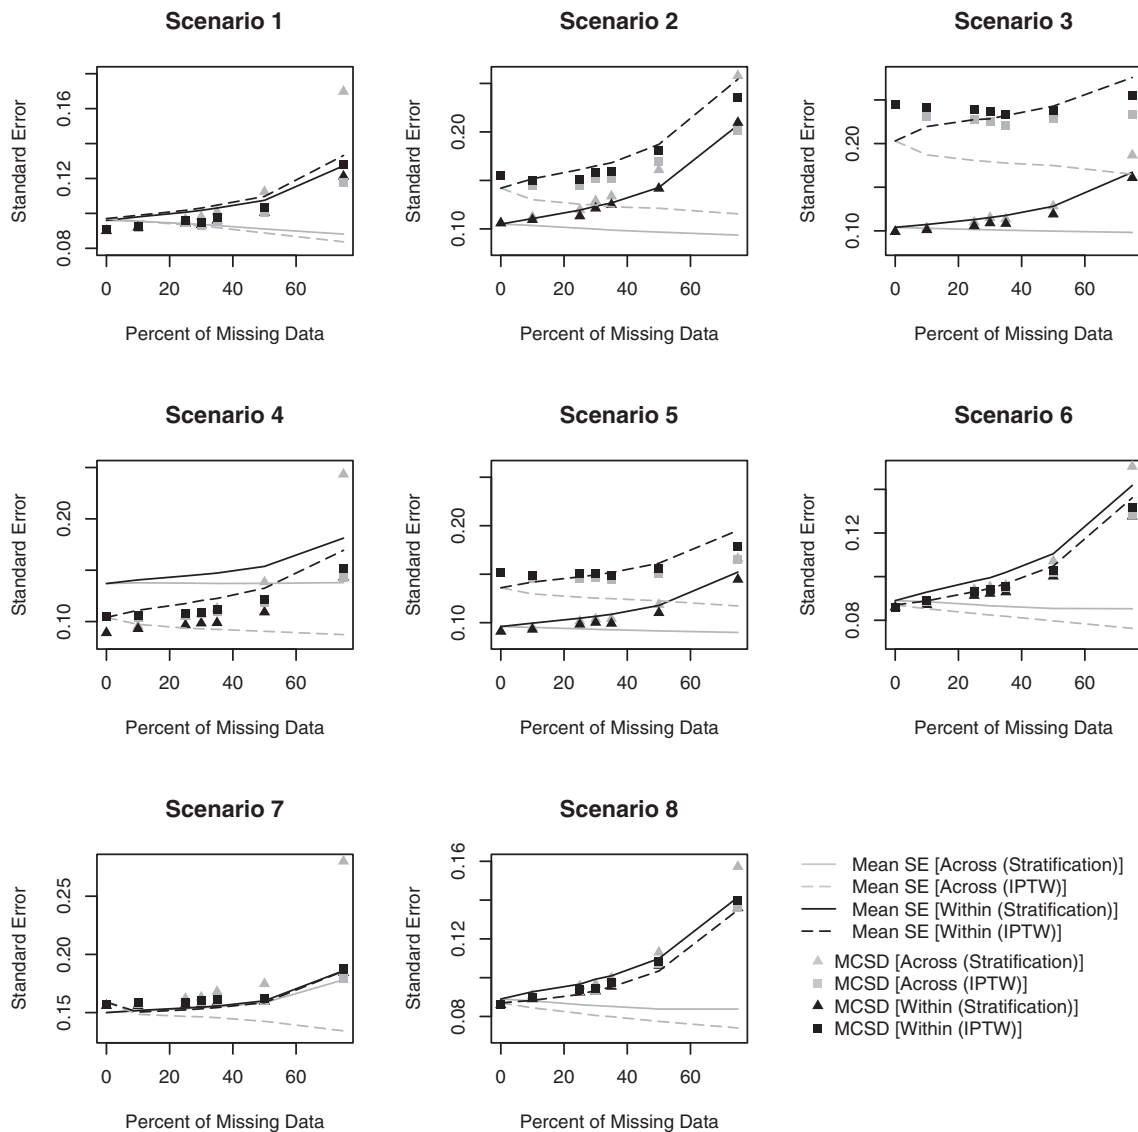 Scenario 1
Standard Error
0.08 0.12 0.16
0 20 40 60
Percent of Missing Data
Scenario 2
Standard Error
0.10 0.20
0 20 40 60
Percent of Missing Data
Scenario 3
Standard Error
0.10 0.20
0 20 40 60
Percent of Missing Data
Scenario 4
Standard Error
0.10 0.20
0 20 40 60
Percent of Missing Data
Scenario 5
Standard Error
0.10 0.20
0 20 40 60
Percent of Missing Data
Scenario 6
Standard Error
0.08 0.12
0 20 40 60
Percent of Missing Data
Scenario 7
Standard Error
0.15 0.20 0.25
0 20 40 60
Percent of Missing Data
Scenario 8
Standard Error
0.08 0.12 0.16
0 20 40 60
Percent of Missing Data
Mean SE [Across (Stratification)]
Mean SE [Across (IPTW)]
Mean SE [Within (Stratification)]
Mean SE [Within (IPTW)]
MCSD [Across (Stratification)]
MCSD [Across (IPTW)]
MCSD [Within (Stratification)]
MCSD [Within (IPTW)]